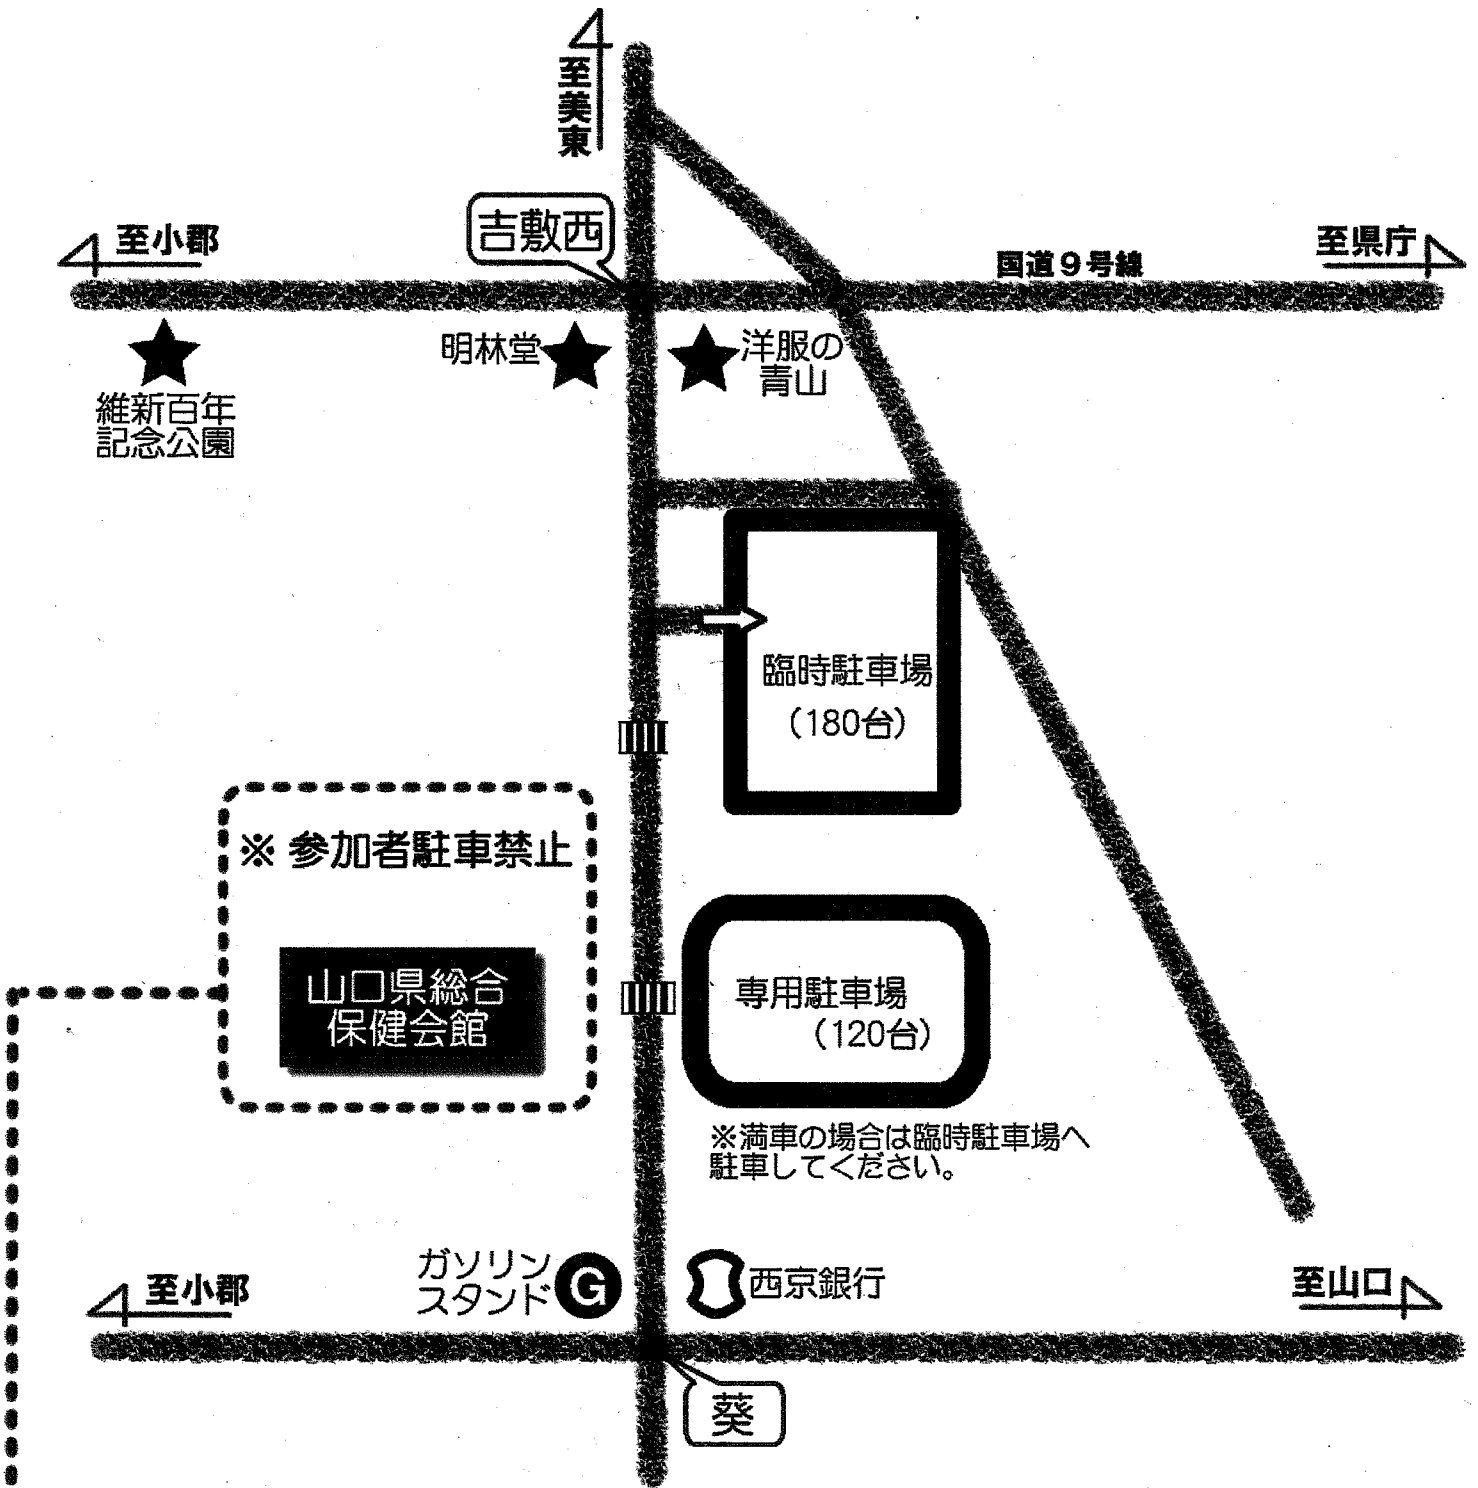 至美東
吉敷西
至小郡
国道9号線
至県庁
明林堂
洋服の
青山
維新百年
記念公園
臨時駐車場
(180台)
※ 参加者駐車禁止
山口県総合
保健会館
専用駐車場
(120台)
※満車の場合は臨時駐車場へ
駐車してください。
ガソリン
スタンド
G
西京銀行
至小郡
至山口
葵